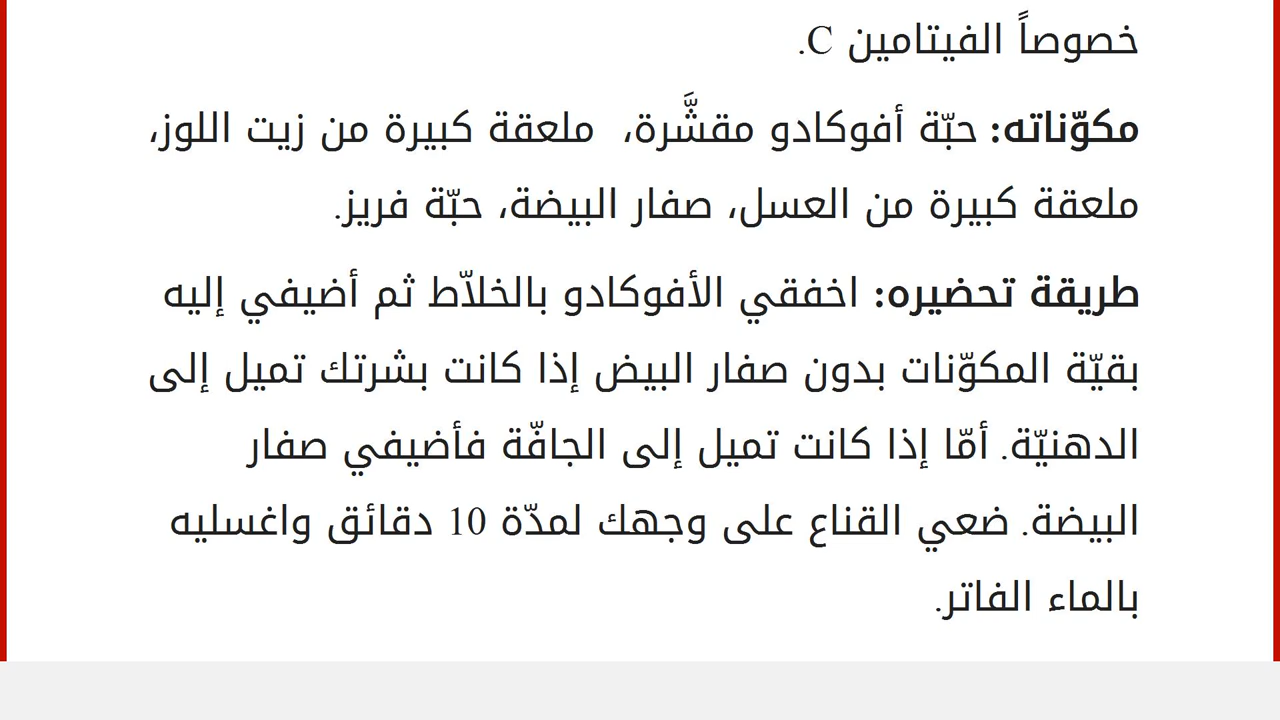 خصوصاً الفيتامين C.
مكوّناته: حبّة أفوكادو مقشَّرة، ملعقة كبيرة من زيت اللوز،
ملعقة كبيرة من العسل، صفار البيضة، حبّة فريز.
طريقة تحضيره: اخفقي الأفوكادو بالخلاّط ثم أضيفي إليه
بقيّة المكوّنات بدون صفار البيض إذا كانت بشرتك تميل إلى
الدهنيّة. أمّا إذا كانت تميل إلى الجافّة فأضيفي صفار
البيضة. ضعي القناع على وجهك لمدّة 10 دقائق واغسليه
بالماء الفاتر.